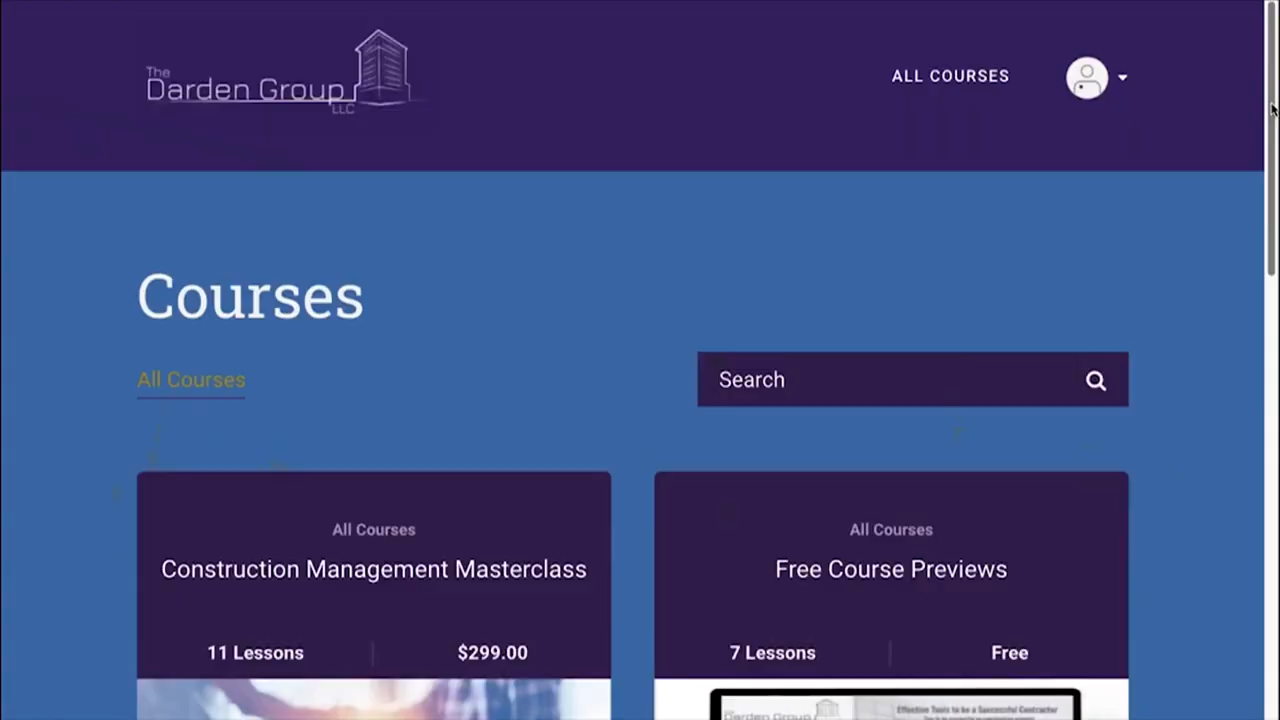 The
Darden Group
LLC
ALL COURSES
Courses
All Courses
Search
All Courses
Construction Management Masterclass
11 Lessons
$299.00
All Courses
Free Course Previews
7 Lessons
Free
Darden Group
Effective Tools to be a Successful Contractor